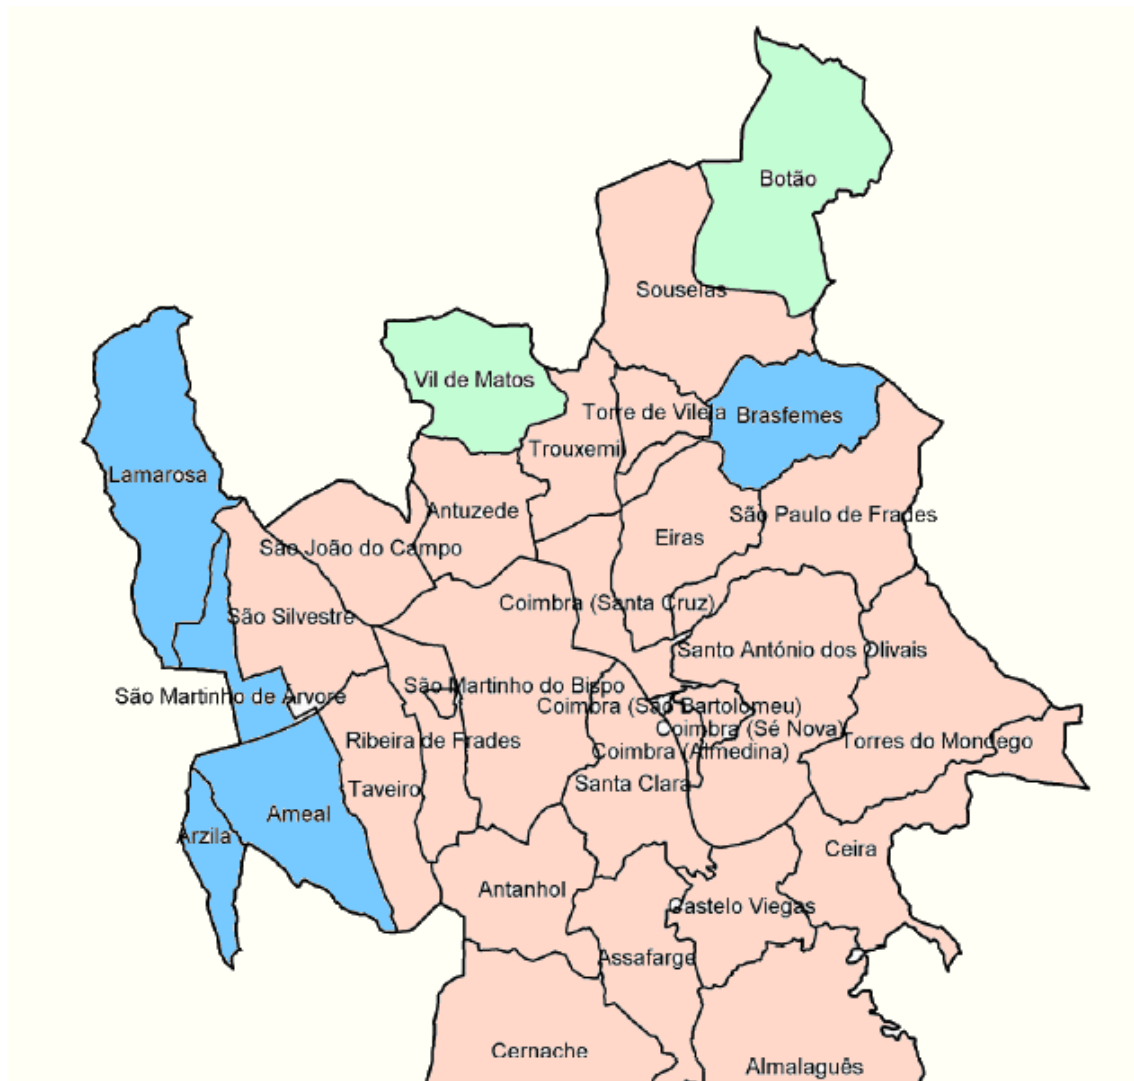 Botão
Souselas
Vil de Matos
Torre de Vilela
Brasfemes
Trouxemil
Lamarosa
Antuzede
São Paulo de Frades
Eiras
São João do Campo
Coimbra (Santa Cruz)
São Silvestre
Santo António dos Olivais
São Martinho do Bispo
São Martinho de Árvore
Coimbra (São Bartolomeu)
Coimbra (Sé Nova)
Ribeira de Frades
Torres do Mondego
Coimbra (Almedina)
Santa Clara
Taveiro
Ameal
Arzila
Ceira
Antanhol
Castelo Viegas
Assafarge
Cernache
Almalaguês